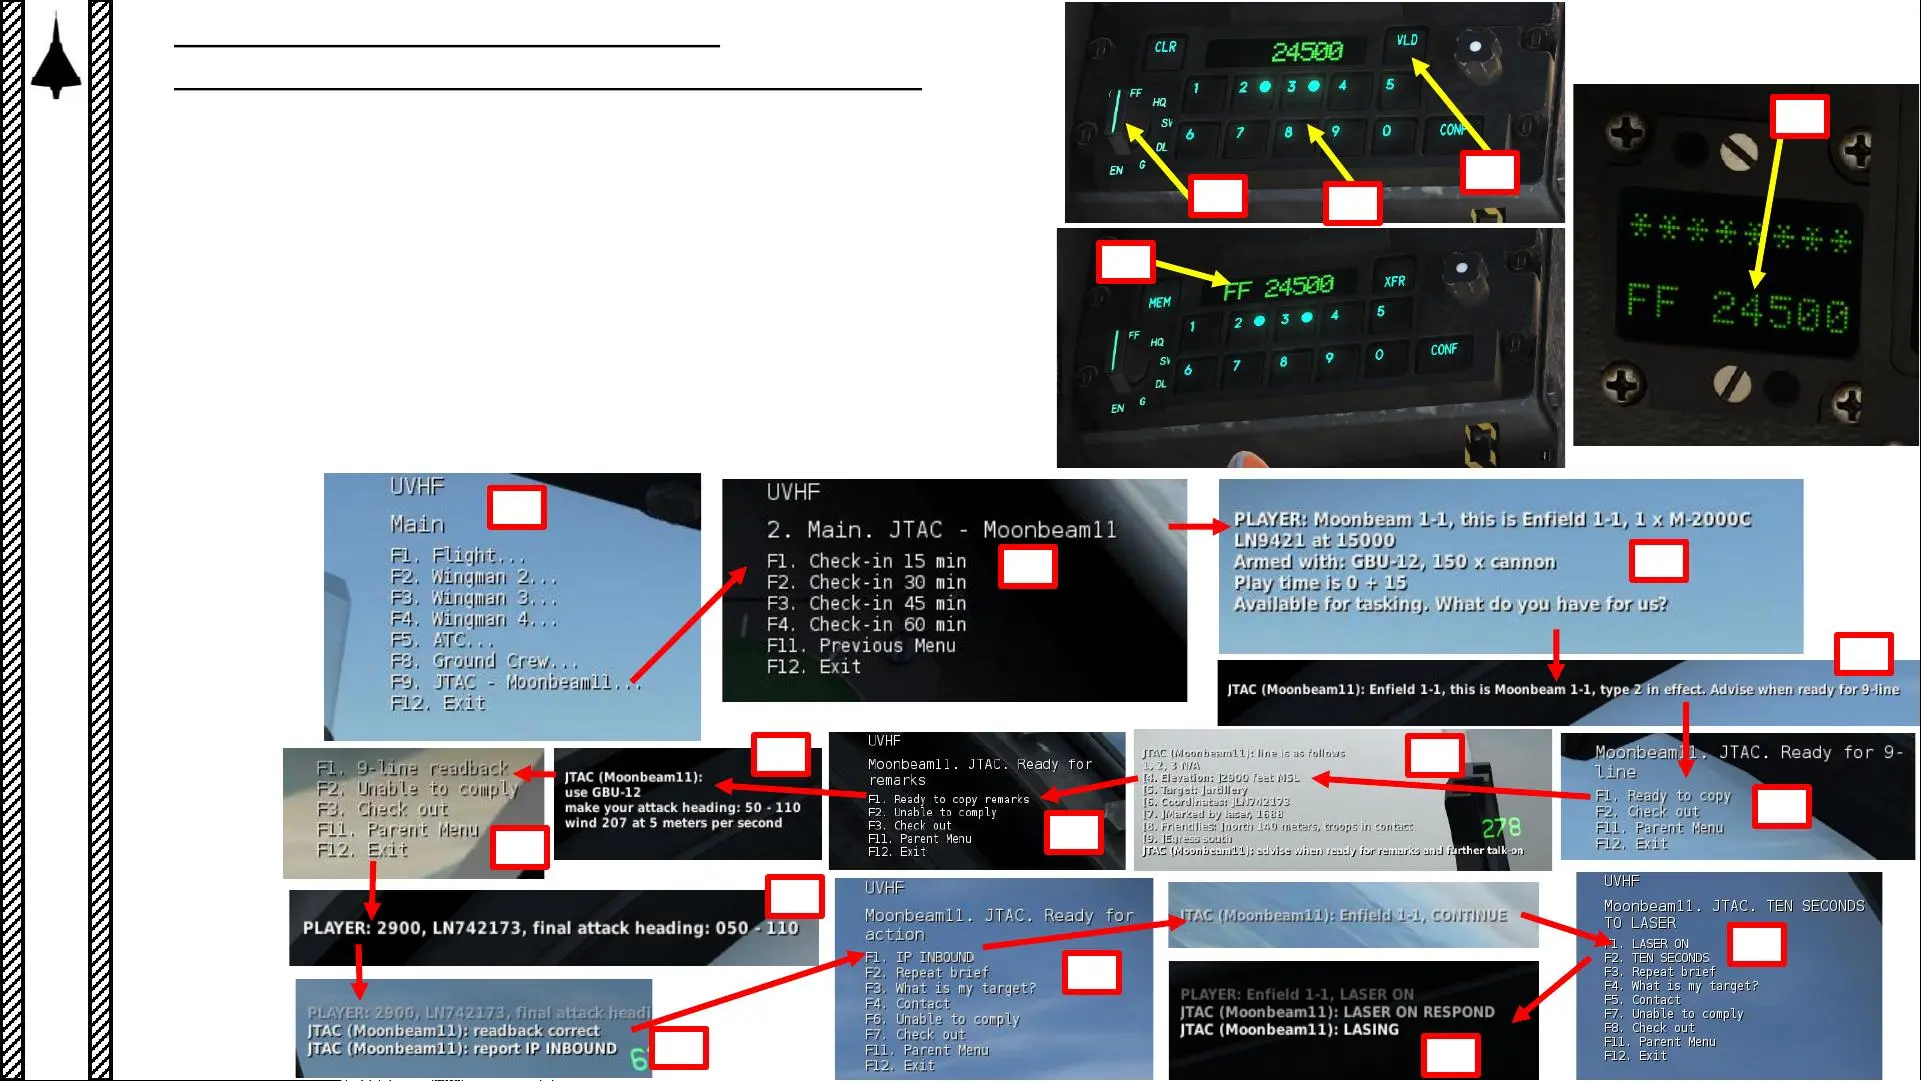 CLR
24500
VLD
1 2 3 4 5
6 7 8 9 0 CONF
FF
HQ
SV
DL
G
EN
********
FF 24500
FF 24500
MEM
XFR
1 2 3 4 5
6 7 8 9 0 CONF
FF
HQ
SV
DL
G
EN
UVHF
Main
F1. Flight...
F2. Wingman 2...
F3. Wingman 3...
F4. Wingman 4...
F5. ATC...
F8. Ground Crew...
F9. JTAC - Moonbeam11...
F12. Exit
UVHF
2. Main. JTAC - Moonbeam11
F1. Check-in 15 min
F2. Check-in 30 min
F3. Check-in 45 min
F4. Check-in 60 min
F11. Previous Menu
F12. Exit
PLAYER: Moonbeam 1-1, this is Enfield 1-1, 1 x M-2000C
LN9421 at 15000
Armed with: GBU-12, 150 x cannon
Play time is 0 + 15
Available for tasking. What do you have for us?
JTAC (Moonbeam11): Enfield 1-1, this is Moonbeam 1-1, type 2 in effect. Advise when ready for 9-line
Moonbeam11. JTAC. Ready for 9-
line
F1. Ready to copy
F2. Check out
F11. Parent Menu
F12. Exit
JTAC (Moonbeam11): line is as follows
1, 2, 3 N/A
[4. Elevation: ]2900 feet MSL
[5. Target: ]artillery
[6. Coordinates: ]LN742173
[7. ]Marked by laser, 1688
[8. Friendlies: ]north 140 meters, troops in contact
[9. ]Egress south
JTAC (Moonbeam11): advise when ready for remarks and further talk-on
278
UVHF
Moonbeam11. JTAC. Ready for
remarks
F1. Ready to copy remarks
F2. Unable to comply
F3. Check out
F11. Parent Menu
F12. Exit
JTAC (Moonbeam11):
use GBU-12
make your attack heading: 50 - 110
wind 207 at 5 meters per second
F1. 9-line readback
F2. Unable to comply
F3. Check out
F11. Parent Menu
F12. Exit
PLAYER: 2900, LN742173, final attack heading: 050 - 110
PLAYER: 2900, LN742173, final attack headi
JTAC (Moonbeam11): readback correct
JTAC (Moonbeam11): report IP INBOUND
6
UVHF
Moonbeam11. JTAC. Ready for
action
F1. IP INBOUND
F2. Repeat brief
F3. What is my target?
F4. Contact
F6. Unable to comply
F7. Check out
F11. Parent Menu
F12. Exit
JTAC (Moonbeam11): Enfield 1-1, CONTINUE
UVHF
Moonbeam11. JTAC. TEN SECONDS
TO LASER
F1. LASER ON
F2. TEN SECONDS
F3. Repeat brief
F4. What is my target?
F5. Contact
F7. Unable to comply
F8. Check out
F11. Parent Menu
F12. Exit
PLAYER: Enfield 1-1, LASER ON
JTAC (Moonbeam11): LASER ON RESPOND
JTAC (Moonbeam11): LASING